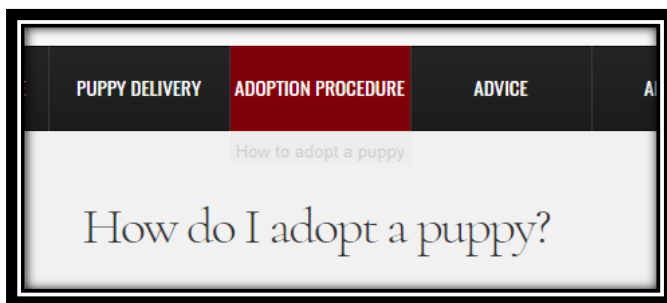 PUPPY DELIVERY ADOPTION PROCEDURE ADVICE
How to adopt a puppy
How do I adopt a puppy?